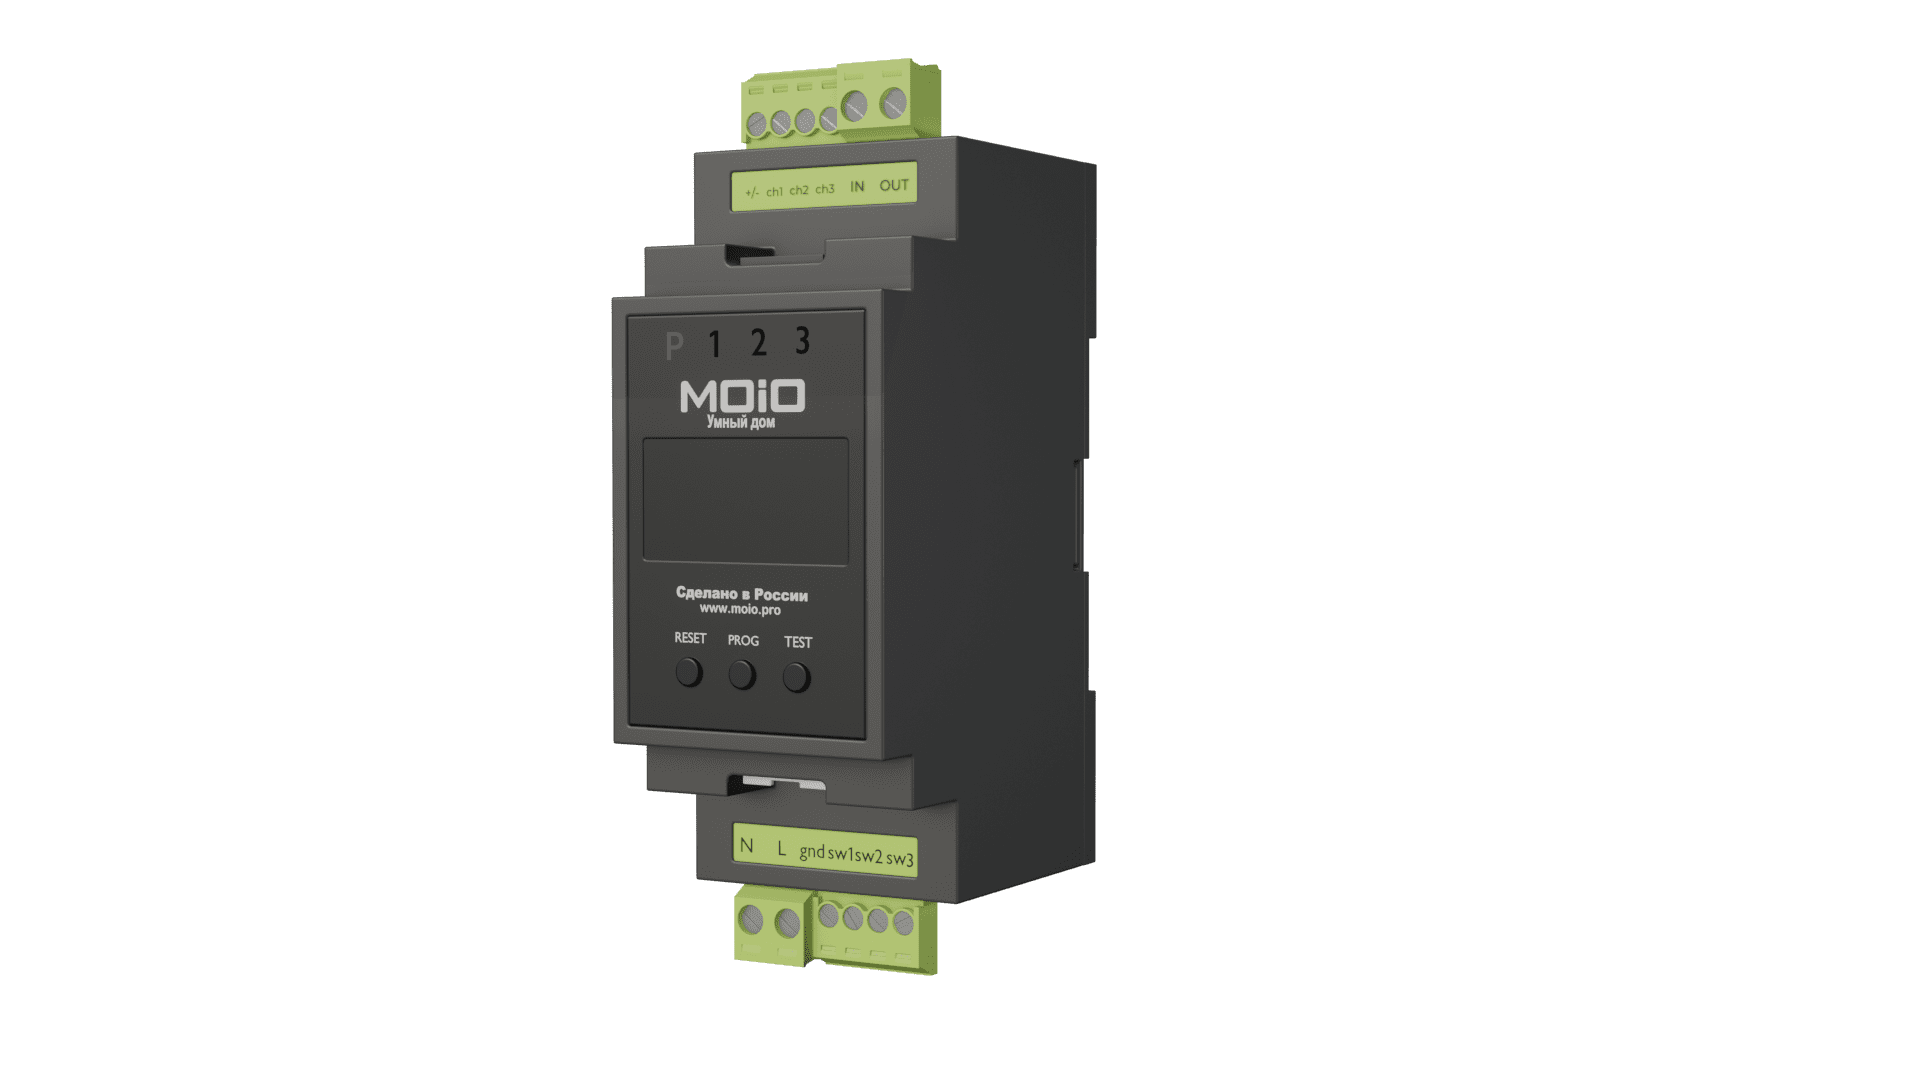 +/- ch1 ch2 ch3 IN OUT
P 1 2 3
MOiO
Умный дом
Сделано в России
www.moio.pro
RESET PROG TEST
N L gnd sw1 sw2 sw3